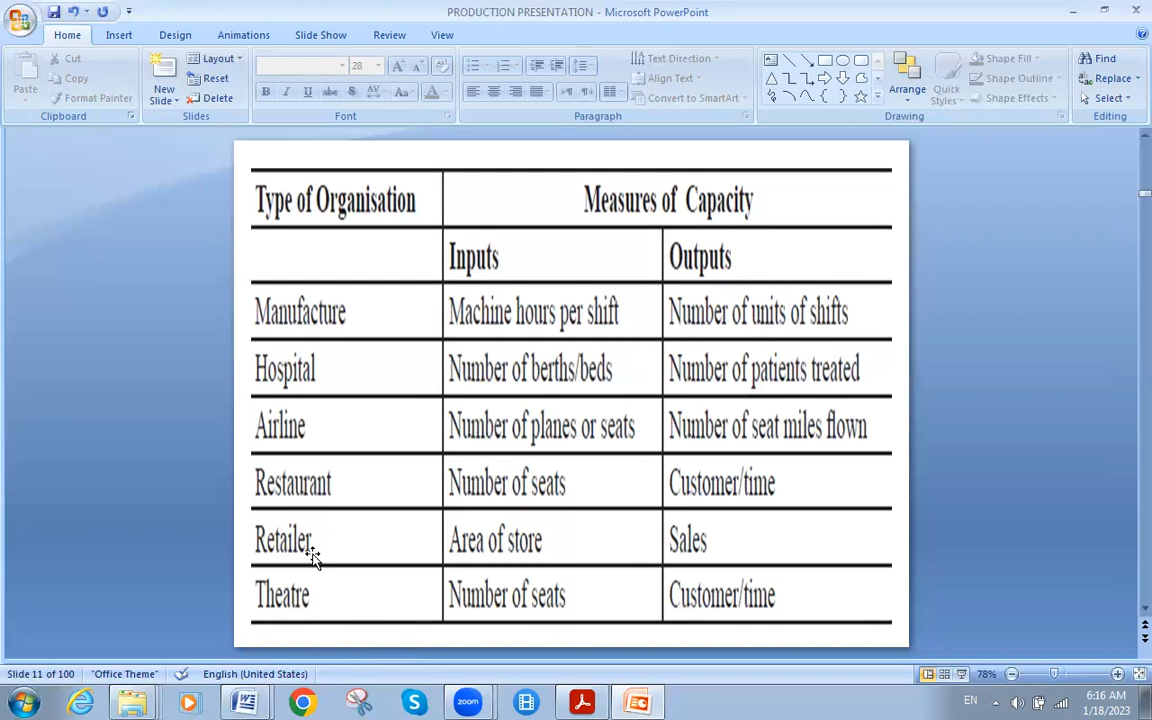 PRODUCTION PRESENTATION - Microsoft PowerPoint
Home Insert Design Animations Slide Show Review View
Cut Layout 28 Text Direction Shape Fill Find
Paste Copy New Slide Reset Align Text Arrange Quick Styles Shape Outline Replace
Format Painter Delete B I U abc S AV Aa A Convert to SmartArt Shape Effects Select
Clipboard Slides Font Paragraph Drawing Editing
Type of Organisation Measures of Capacity
Inputs Outputs
Manufacture Machine hours per shift Number of units of shifts
Hospital Number of berths/beds Number of patients treated
Airline Number of planes or seats Number of seat miles flown
Restaurant Number of seats Customer/time
Retailer Area of store Sales
Theatre Number of seats Customer/time
Slide 11 of 100 "Office Theme" English (United States) 78%
zoom EN 6:16 AM
1/18/2023